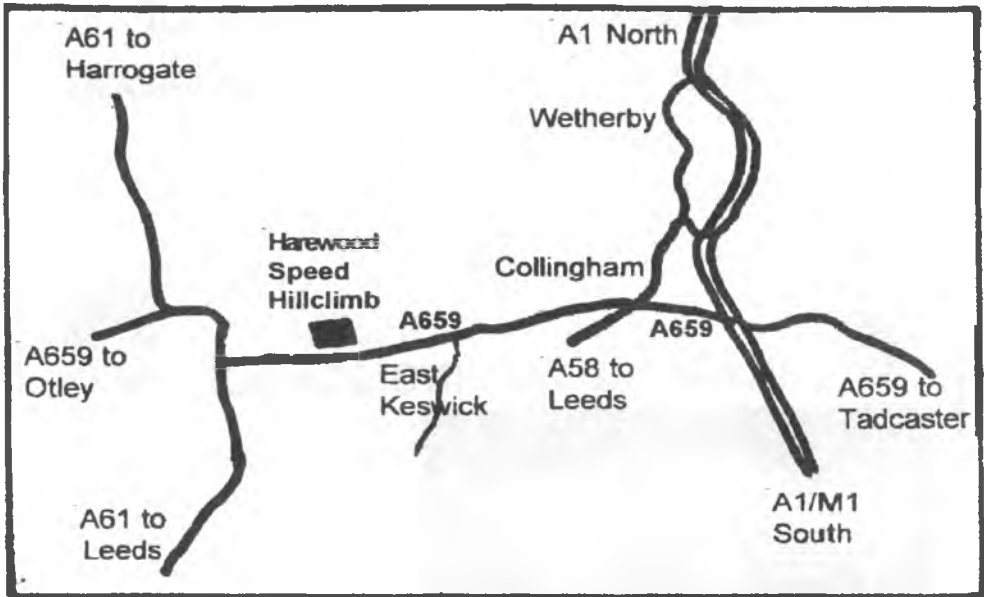 A61 to
Harrogate
A1 North
Wetherby
Harewood
Speed
Hillclimb
Collingham
A659
A659
A659 to
Otley
East
Keswick
A58 to
Leeds
A659 to
Tadcaster
A61 to
Leeds
A1/M1
South